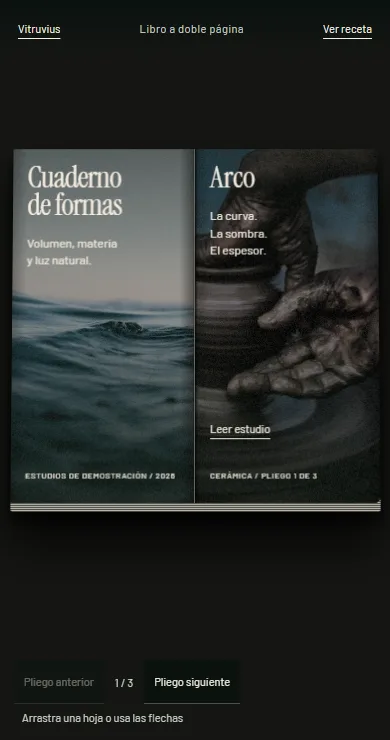 Vitruvius
Libro a doble página
Ver receta
Cuaderno
de formas
Volumen, materia
y luz natural.
ESTUDIOS DE DEMOSTRACIÓN / 2026
Arco
La curva.
La sombra.
El espesor.
Leer estudio
CERÁMICA / PLIEGO 1 DE 3
Pliego anterior
1 / 3
Pliego siguiente
Arrastra una hoja o usa las flechas